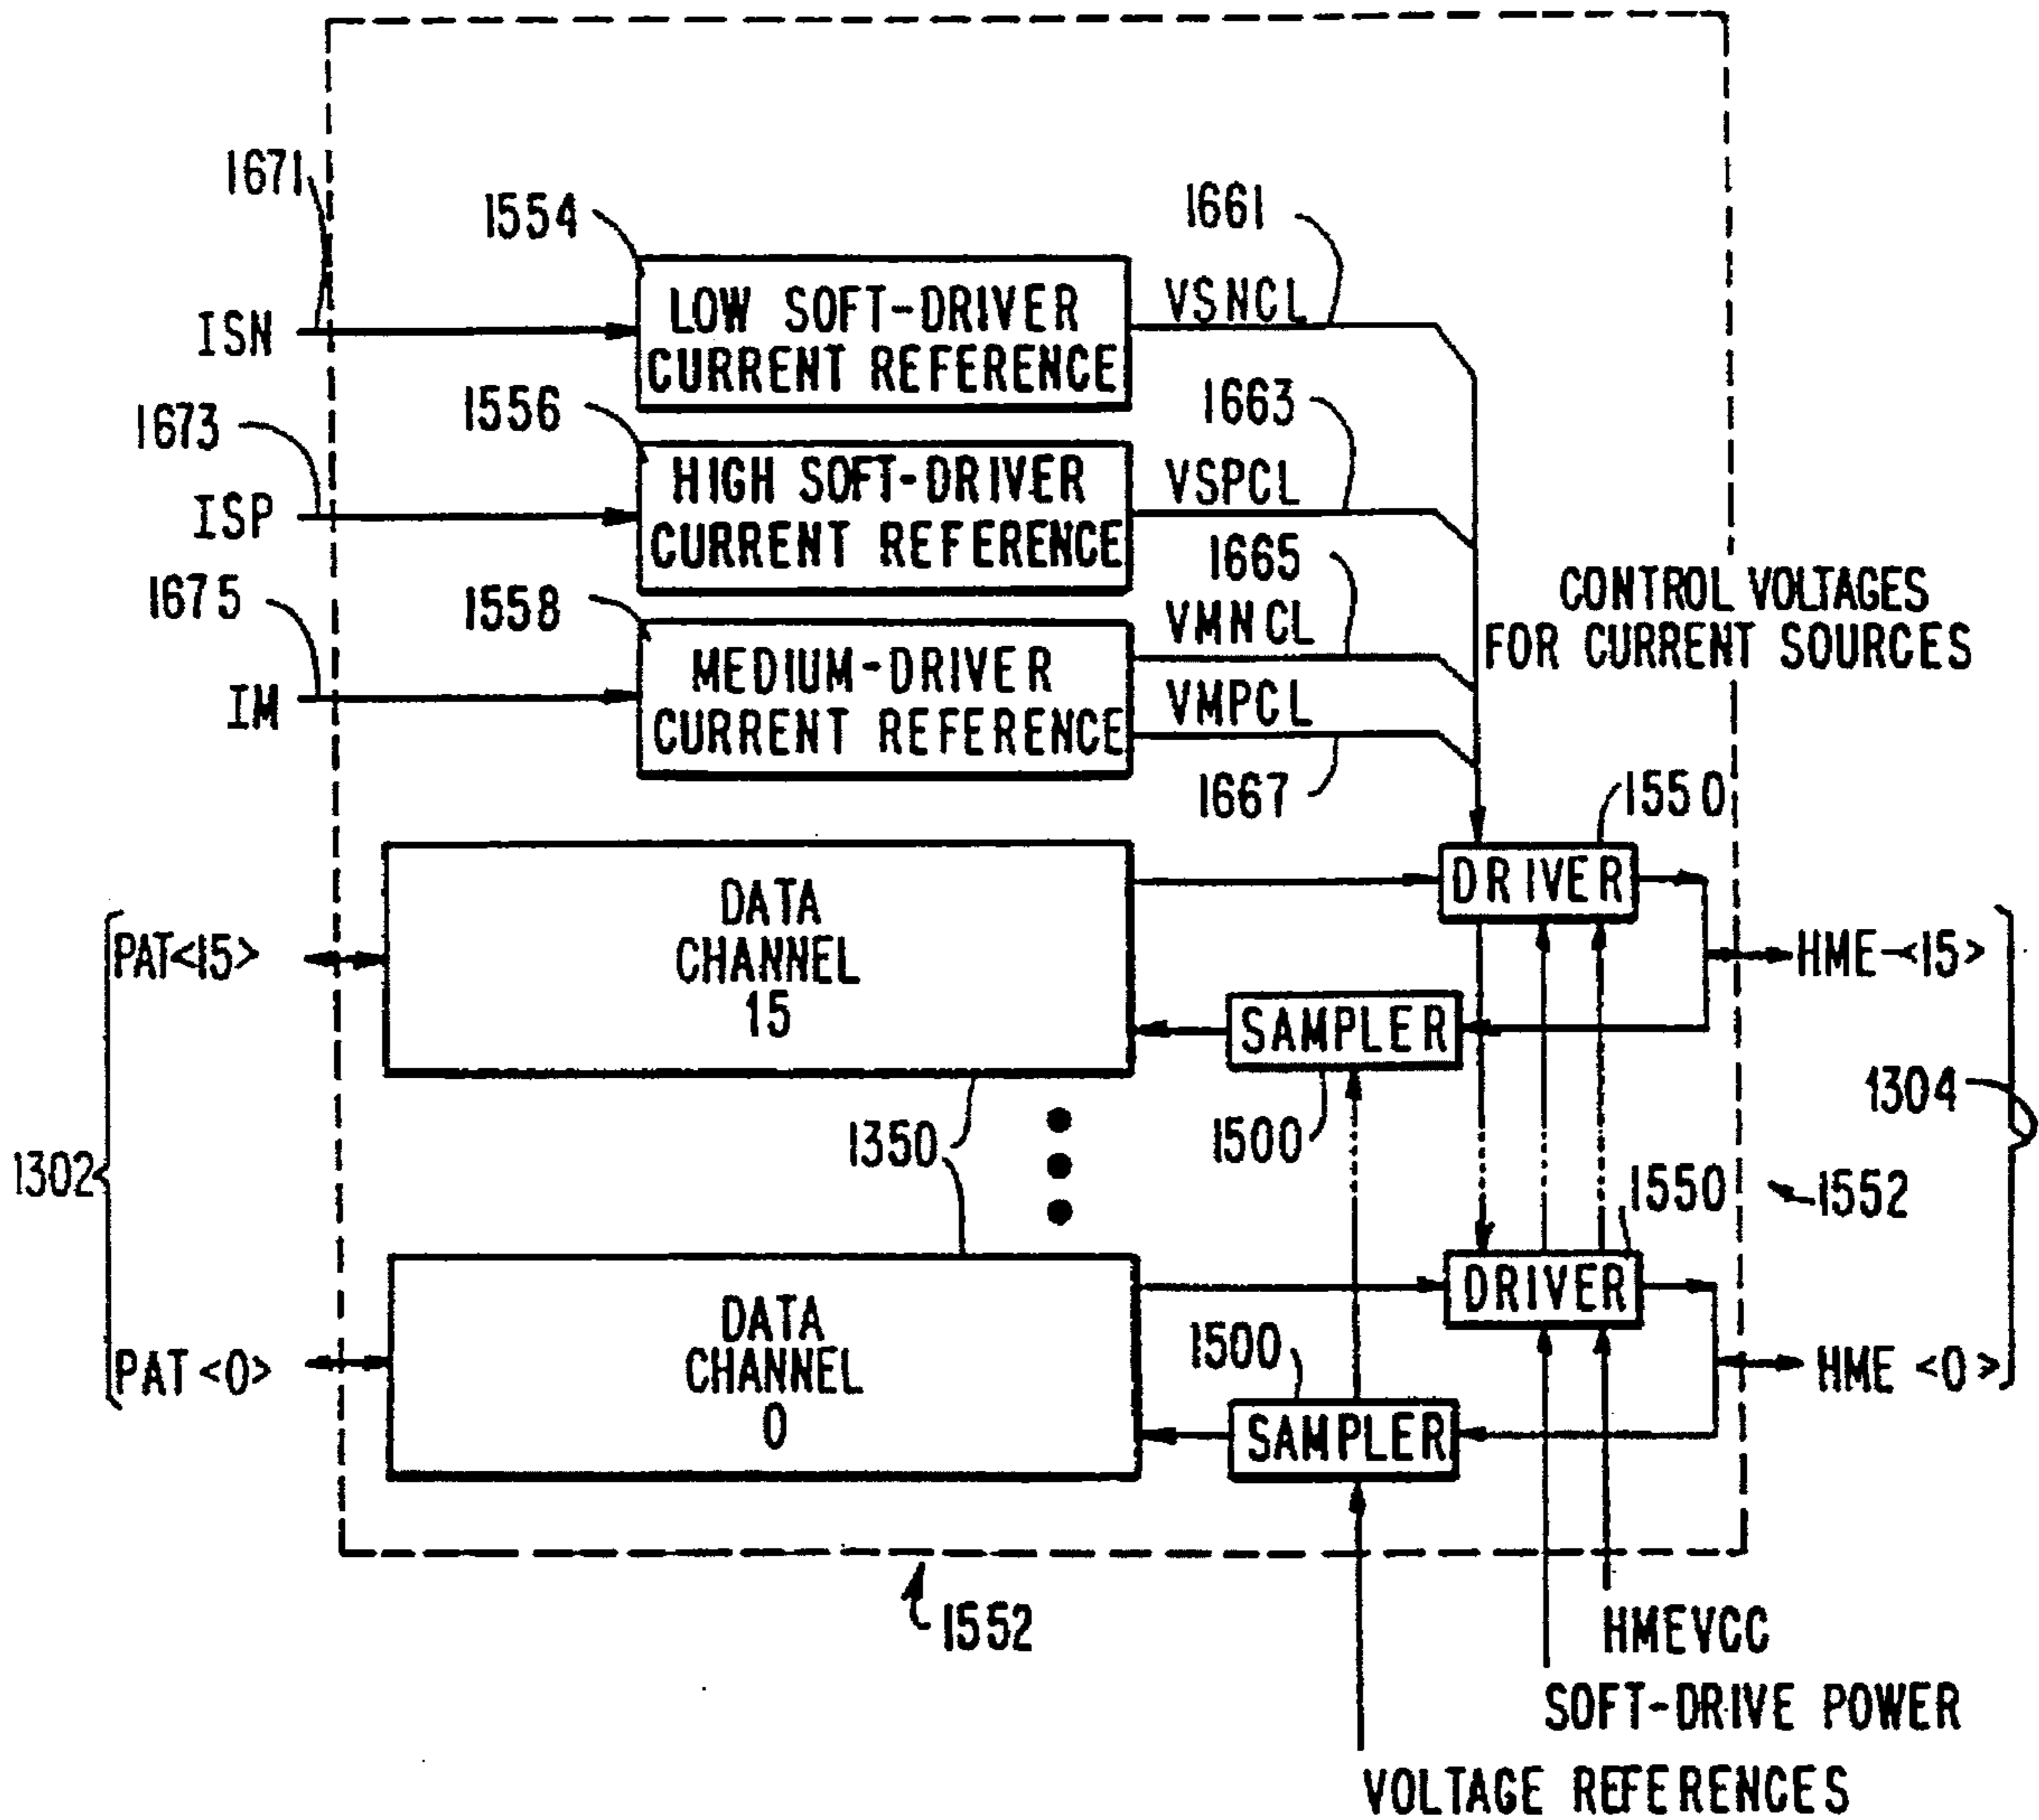 1671
1554
1661
ISN
LOW SOFT-DRIVER
CURRENT REFERENCE
VSNCL
1673
1556
1663
ISP
HIGH SOFT-DRIVER
CURRENT REFERENCE
VSPCL
1675
1558
1665
IM
MEDIUM-DRIVER
CURRENT REFERENCE
VMNCL
VMPCL
1667
CONTROL VOLTAGES
FOR CURRENT SOURCES
1550
1302
PAT<15>
DATA
CHANNEL
15
DRIVER
SAMPLER
HME<15>
1304
1350
1500
1550
1552
PAT<0>
DATA
CHANNEL
0
1500
DRIVER
SAMPLER
HME <0>
1552
HMEVCC
SOFT-DRIVE POWER
VOLTAGE REFERENCES